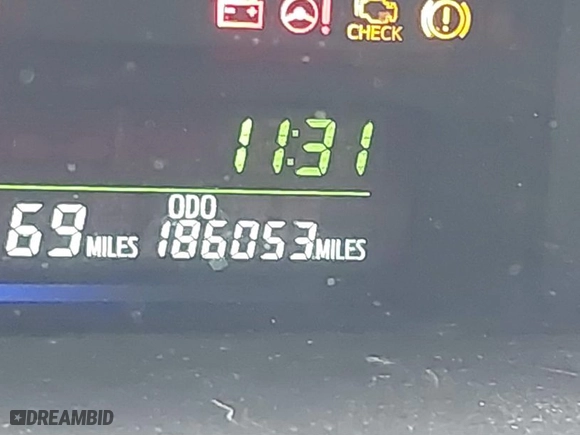 CHECK
11:31
ODO
69 MILES 186053 MILES
DREAMBID